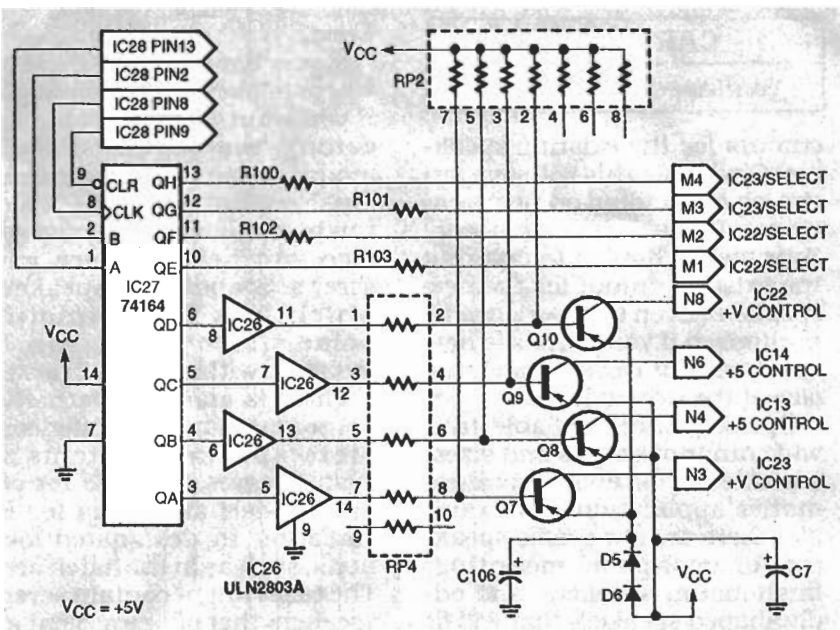 IC28 PIN13
IC28 PIN2
IC28 PIN8
IC28 PIN9
VCC
RP2
7 5 3 2 4 6 8
9 CLR QH 13 R100 M4 IC23/SELECT
8 CLK QG 12 R101 M3 IC23/SELECT
2 B QF 11 R102 M2 IC22/SELECT
1 A QE 10 R103 M1 IC22/SELECT
IC27
74164
N8 IC22
+V CONTROL
QD 6 8 IC26 11 1 2 Q10
VCC
N6 IC14
+5 CONTROL
14 QC 5 7 IC26 12 3 4 Q9
N4 IC13
+5 CONTROL
7 QB 4 6 IC26 13 5 6 Q8
N3 IC23
+V CONTROL
QA 3 5 IC26 14 7 Q7
9
9 10
RP4
IC26
ULN2803A
C106 +
D5
D6
VCC
+ C7
VCC = +5V